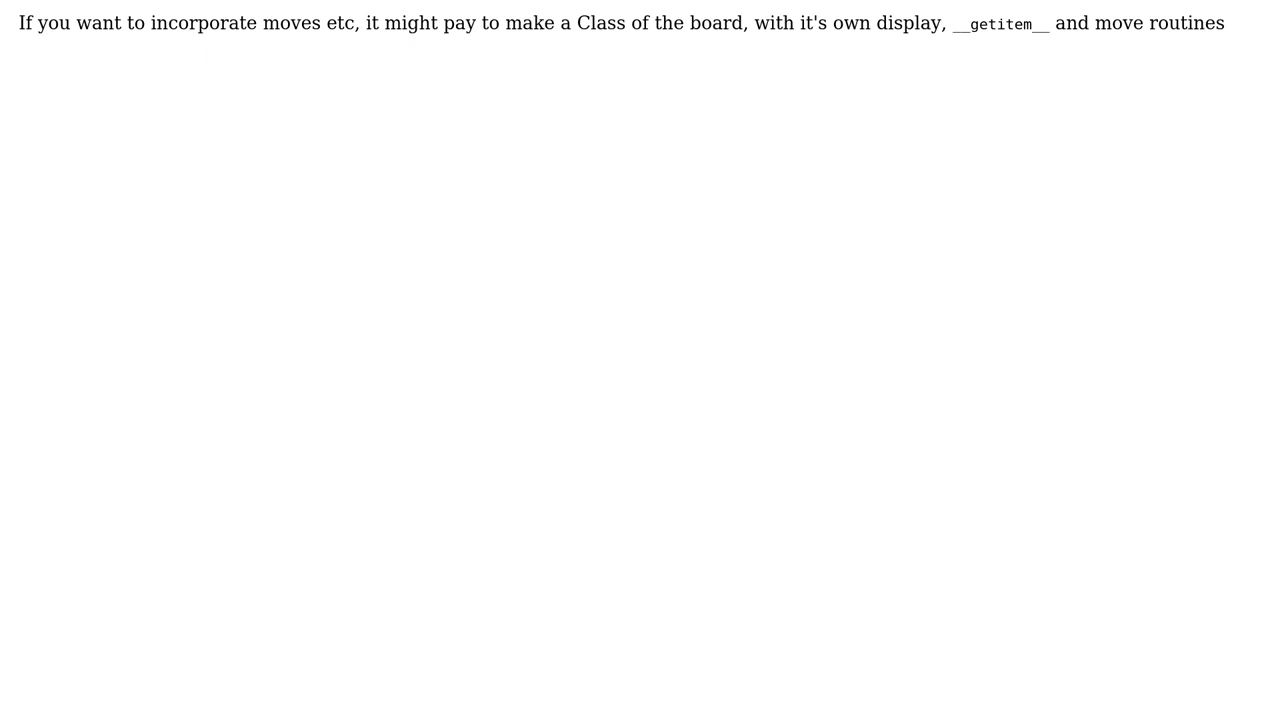 If you want to incorporate moves etc, it might pay to make a Class of the board, with it's own display, __getitem__ and move routines